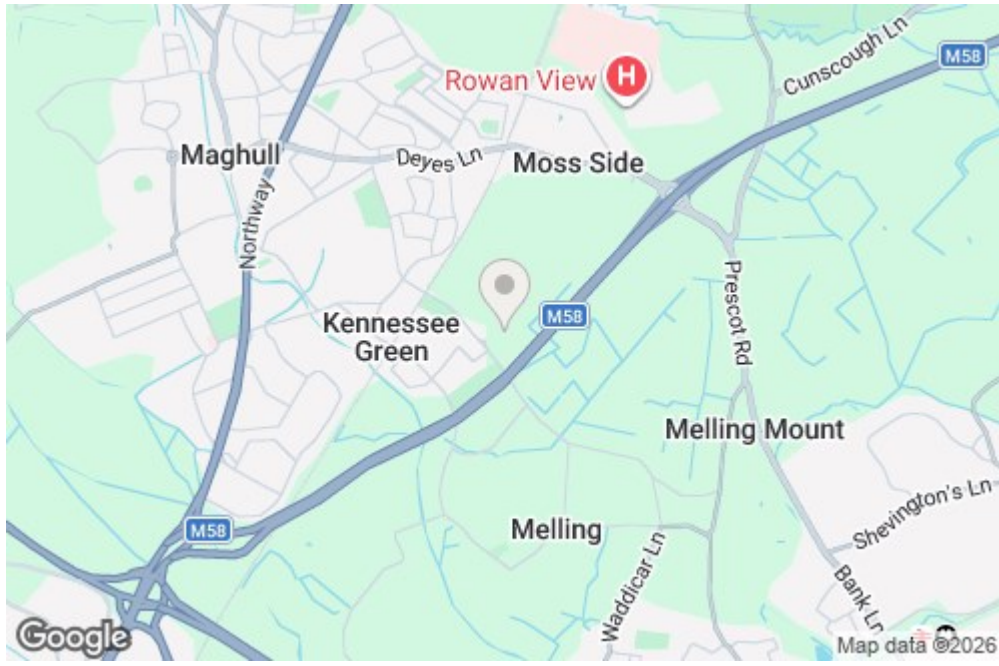 M58
Cunscough Ln
Rowan View
H
Maghull
Deyes Ln
Moss Side
Northway
Prescot Rd
M58
Kennessee
Green
Melling Mount
Shevington's Ln
M58
Melling
Waddicar Ln
Bank Ln
Google
Map data ©2026